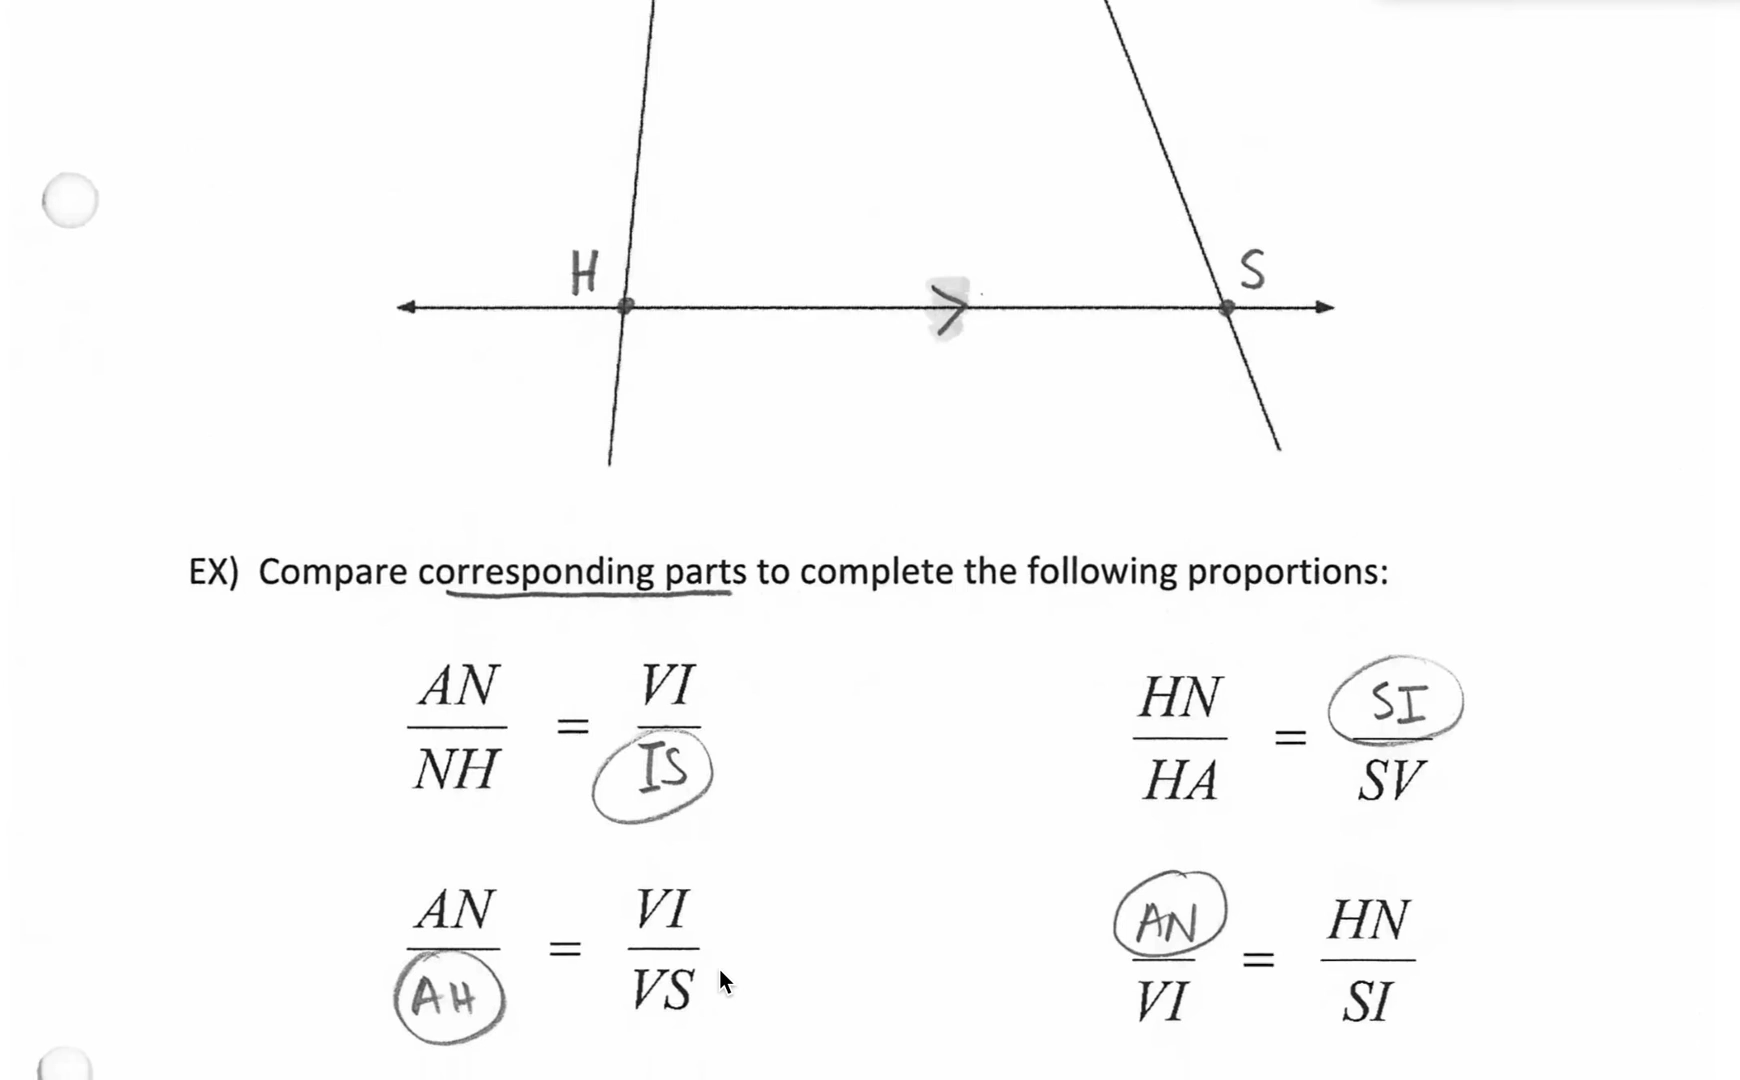 H
S
EX) Compare corresponding parts to complete the following proportions:
AN
NH
=
VI
IS
HN
HA
=
SI
SV
AN
AH
=
VI
VS
AN
VI
=
HN
SI